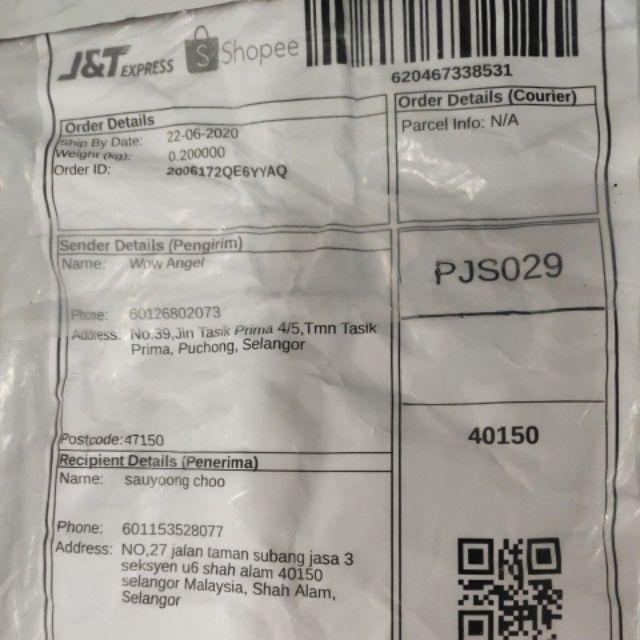 J&T EXPRESS
Shopee
620467338531
Order Details
Ship By Date: 22-06-2020
Weight (kg): 0.200000
Order ID: 2006172QE6YYAQ
Order Details (Courier)
Parcel Info: N/A
Sender Details (Pengirim)
Name: Wow Angel
Phone: 60126802073
Address: No.39,Jln Tasik Prima 4/5,Tmn Tasik
Prima, Puchong, Selangor
Postcode: 47150
PJS029
40150
Recipient Details (Penerima)
Name: sauyoong choo
Phone: 601153528077
Address: NO,27 jalan taman subang jasa 3
seksyen u6 shah alam 40150
selangor Malaysia, Shah Alam,
Selangor